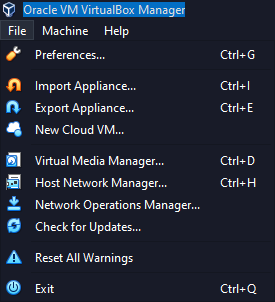 Oracle VM VirtualBox Manager
File Machine Help
Preferences... Ctrl+G
Import Appliance... Ctrl+I
Export Appliance... Ctrl+E
New Cloud VM...
Virtual Media Manager... Ctrl+D
Host Network Manager... Ctrl+H
Network Operations Manager...
Check for Updates...
Reset All Warnings
Exit Ctrl+Q